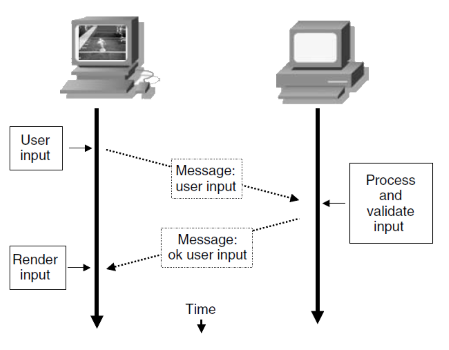 User
input
Message:
user input
Process
and
validate
input
Message:
ok user input
Render
input
Time